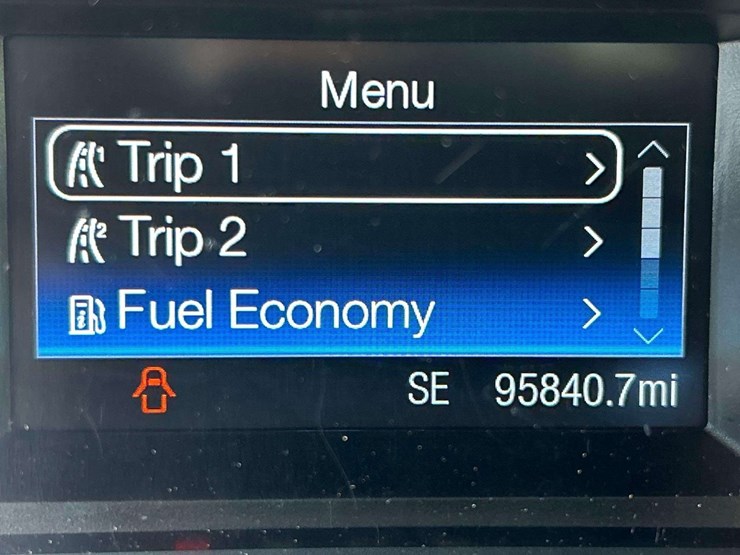 Menu
Trip 1
Trip 2
Fuel Economy
SE 95840.7mi